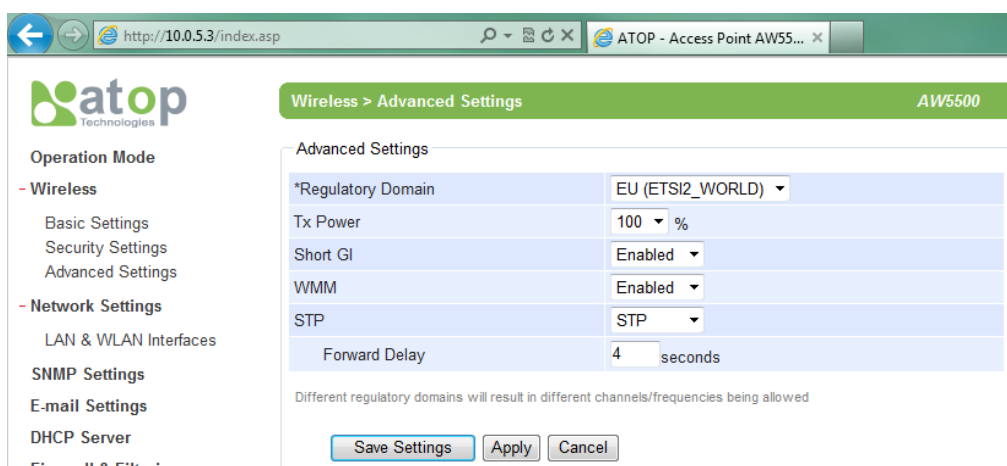 http://10.0.5.3/index.asp
ATOP - Access Point AW55...
atop
Technologies
Wireless > Advanced Settings
AW5500
Operation Mode
- Wireless
Basic Settings
Security Settings
Advanced Settings
- Network Settings
LAN & WLAN Interfaces
SNMP Settings
E-mail Settings
DHCP Server
Advanced Settings
*Regulatory Domain EU (ETSI2_WORLD)
Tx Power 100 %
Short GI Enabled
WMM Enabled
STP STP
Forward Delay 4 seconds
Different regulatory domains will result in different channels/frequencies being allowed
Save Settings Apply Cancel